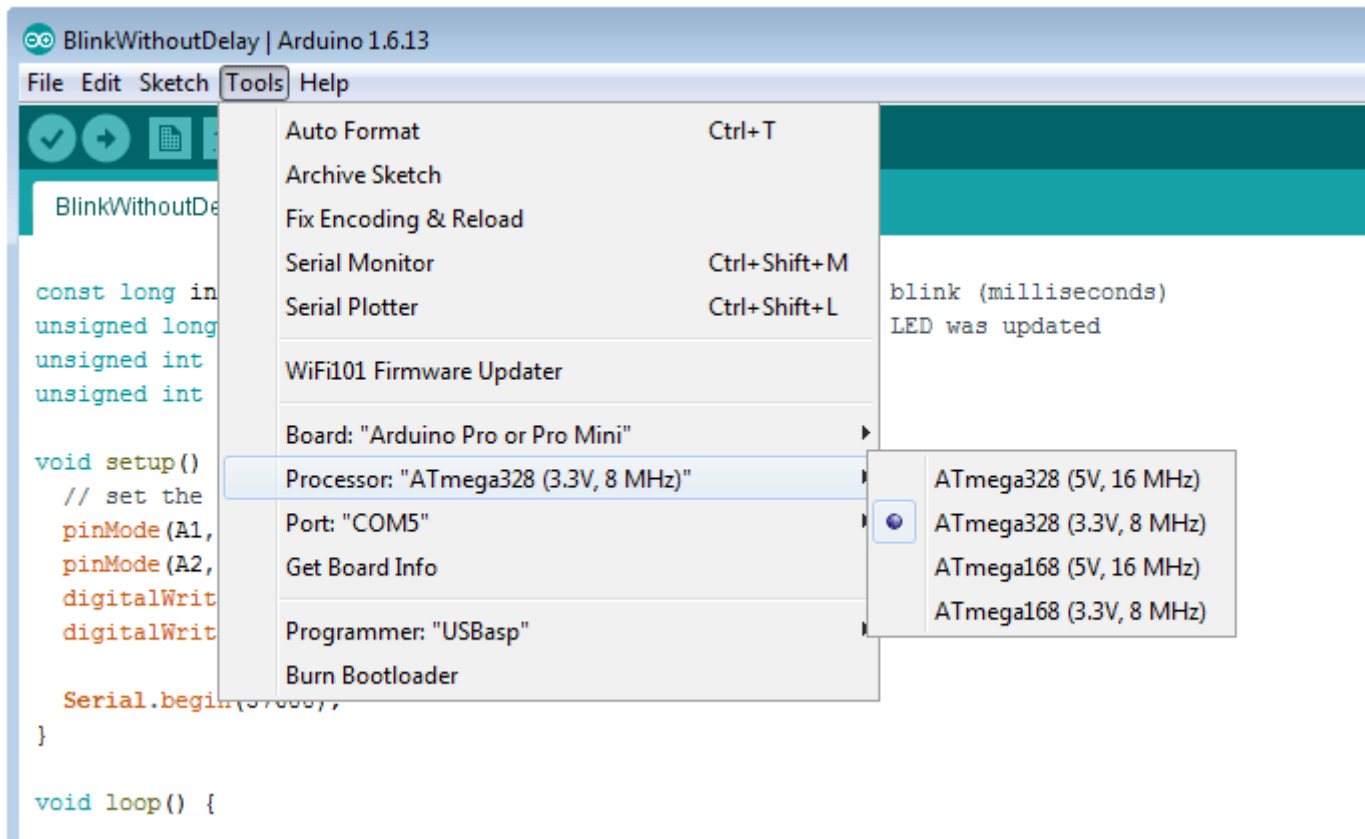 BlinkWithoutDelay | Arduino 1.6.13
File Edit Sketch Tools Help
BlinkWithoutDe
Auto Format Ctrl+T
Archive Sketch
Fix Encoding & Reload
Serial Monitor Ctrl+Shift+M
Serial Plotter Ctrl+Shift+L
WiFi101 Firmware Updater
Board: "Arduino Pro or Pro Mini"
Processor: "ATmega328 (3.3V, 8 MHz)"
Port: "COM5"
Get Board Info
Programmer: "USBasp"
Burn Bootloader
ATmega328 (5V, 16 MHz)
ATmega328 (3.3V, 8 MHz)
ATmega168 (5V, 16 MHz)
ATmega168 (3.3V, 8 MHz)
const long in blink (milliseconds)
unsigned long LED was updated
unsigned int
unsigned int
void setup()
// set the
pinMode(A1,
pinMode(A2,
digitalWrit
digitalWrit
Serial.begin(
}
void loop() {